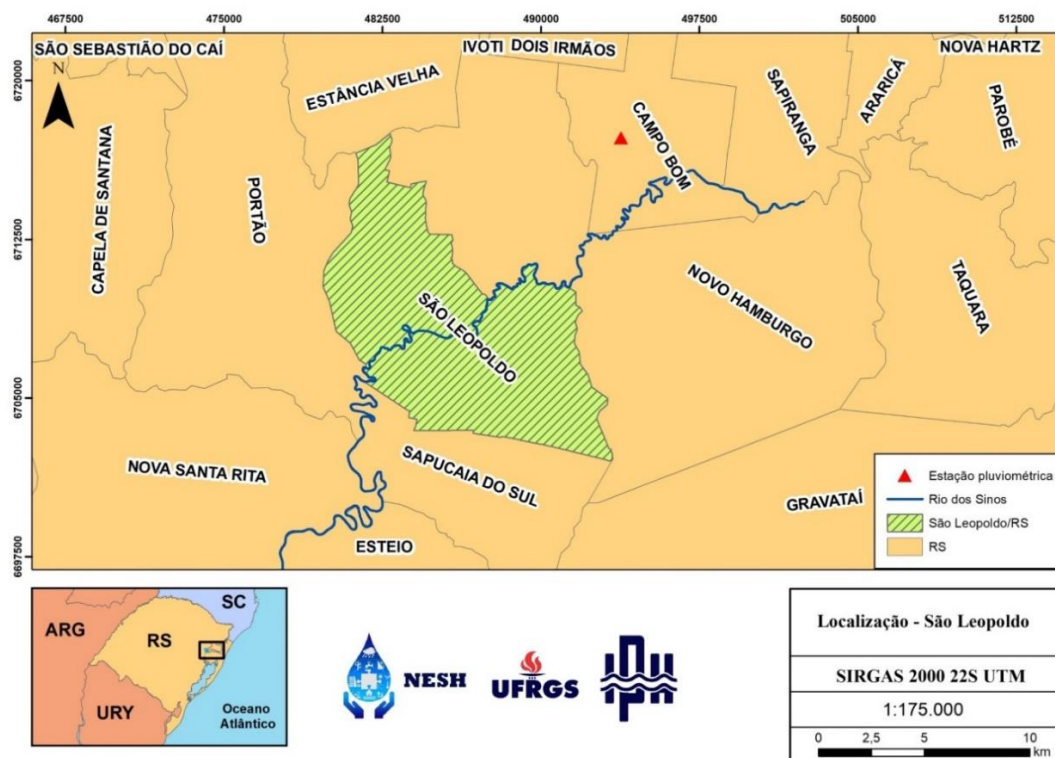 467500 475000 482500 490000 497500 505000 512500
SÃO SEBASTIÃO DO CAÍ
IVOTI
DOIS IRMÃOS
NOVA HARTZ
N
6720000
ESTÂNCIA VELHA
SAPIRANGA
ARARICÁ
PAROBÉ
CAMPO BOM
CAPELA DE SANTANA
PORTÃO
6712500
SÃO LEOPOLDO
NOVO HAMBURGO
TAQUARA
6705000
NOVA SANTA RITA
SAPUCAIA DO SUL
GRAVATAÍ
ESTEIO
6697500
Estação pluviométrica
Rio dos Sinos
São Leopoldo/RS
RS
ARG
RS
SC
URY
Oceano
Atlântico
NESH
UFRGS
IPH
Localização - São Leopoldo
SIRGAS 2000 22S UTM
1:175.000
0 2,5 5 10
km